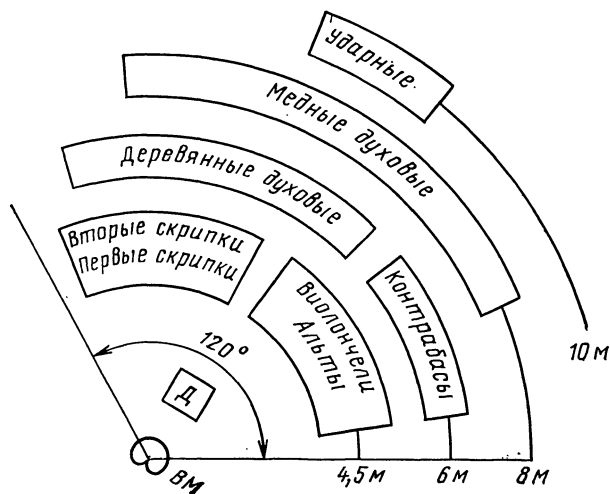 Ударные
Медные духовые
Деревянные духовые
Вторые скрипки
Первые скрипки
Виолончели
Альты
Контрабасы
120°
Д
10 м
ВМ
4,5 м
6 м
8 м